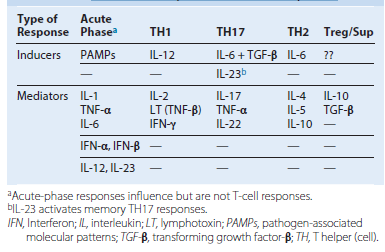 Type of Acute
Response Phaseᵃ TH1 TH17 TH2 Treg/Sup
Inducers PAMPs IL-12 IL-6 + TGF-β IL-6 ??
— — IL-23ᵇ
Mediators IL-1 IL-2 IL-17 IL-4 IL-10
TNF-α LT (TNF-β) TNF-α IL-5 TGF-β
IL-6 IFN-γ IL-22 IL-10 —
IFN-α, IFN-β — — — —
IL-12, IL-23 — — — —
ᵃAcute-phase responses influence but are not T-cell responses.
ᵇIL-23 activates memory TH17 responses.
IFN, Interferon; IL, interleukin; LT, lymphotoxin; PAMPs, pathogen-associated
molecular patterns; TGF-β, transforming growth factor-β; TH, T helper (cell).